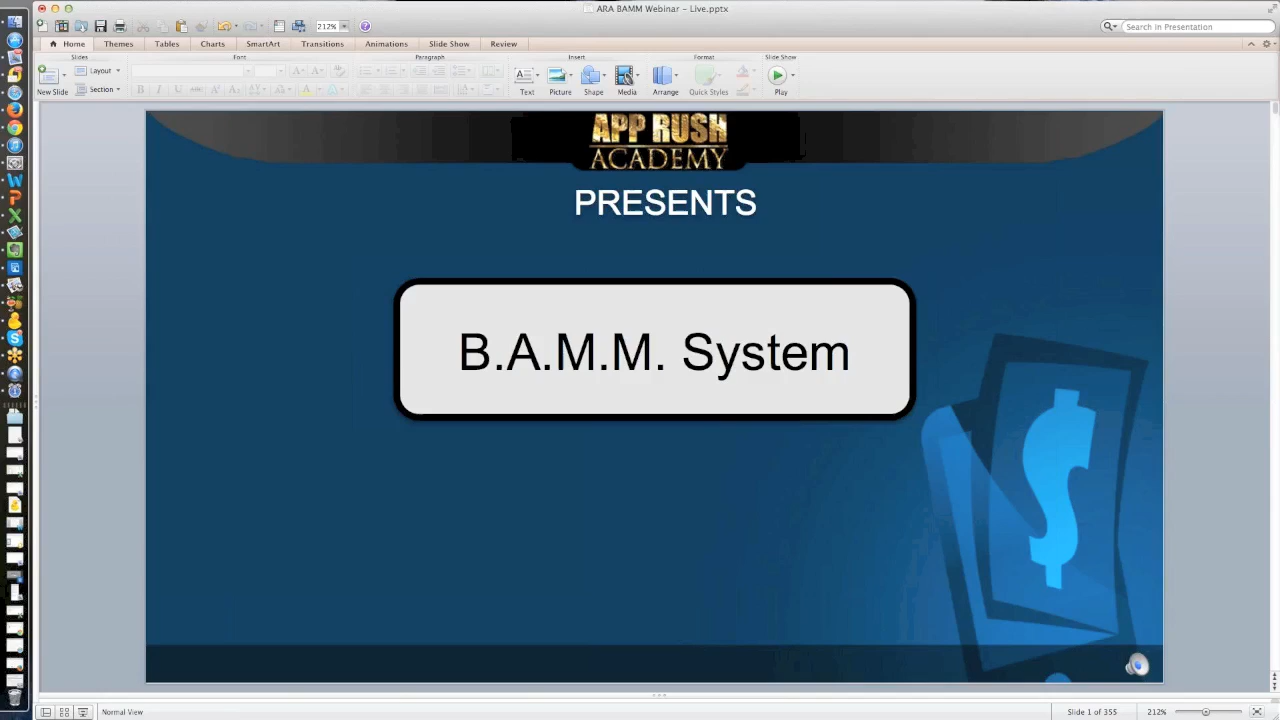 ARA BAMM Webinar - Live.pptx
212%
Search in Presentation
Home Themes Tables Charts SmartArt Transitions Animations Slide Show Review
Slides Font Paragraph Insert Format Slide Show
Layout
Section
New Slide Text Picture Shape Media Arrange Quick Styles Play
APP RUSH
ACADEMY
PRESENTS
B.A.M.M. System
Normal View Slide 1 of 355 212%